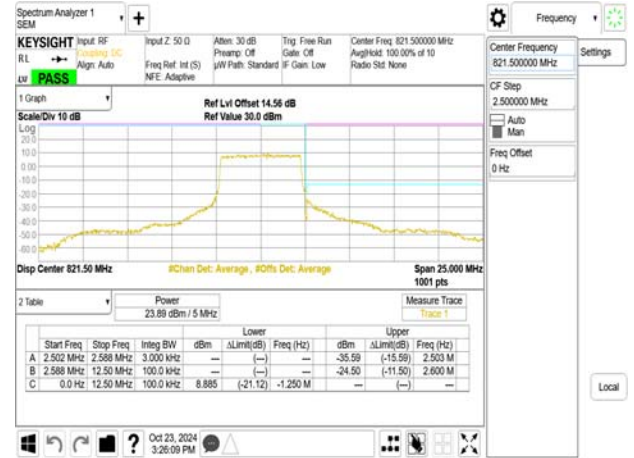 Spectrum Analyzer 1
SEM
Frequency
KEYSIGHT
RL
PASS
Input: RF
Coupling: DC
Align: Auto
Input Z: 50 Ω
Freq Ref: Int (S)
NFE: Adaptive
Atten: 30 dB
Preamp: Off
µW Path: Standard
Trig: Free Run
Gate: Off
IF Gain: Low
Center Freq: 821.500000 MHz
Avg|Hold: 100.00% of 10
Radio Std: None
Center Frequency
821.500000 MHz
Settings
CF Step
2.500000 MHz
Auto
Man
Freq Offset
0 Hz
Local
1 Graph
Scale/Div 10 dB
Ref Lvl Offset 14.56 dB
Ref Value 30.0 dBm
Log
20.0
10.0
0.00
-10.0
-20.0
-30.0
-40.0
-50.0
-60.0
Disp Center 821.50 MHz
#Chan Det: Average , #Offs Det: Average
Span 25.000 MHz
1001 pts
2 Table
Power
23.89 dBm / 5 MHz
Measure Trace
Trace 1
Lower Upper
Start Freq Stop Freq Integ BW dBm ΔLimit(dB) Freq (Hz) dBm ΔLimit(dB) Freq (Hz)
A 2.502 MHz 2.588 MHz 3.000 kHz --- (---) --- -35.59 (-15.59) 2.503 M
B 2.588 MHz 12.50 MHz 100.0 kHz --- (---) --- -24.50 (-11.50) 2.600 M
C 0.0 Hz 12.50 MHz 100.0 kHz 8.885 (-21.12) -1.250 M --- (---) ---
Oct 23, 2024
3:26:09 PM